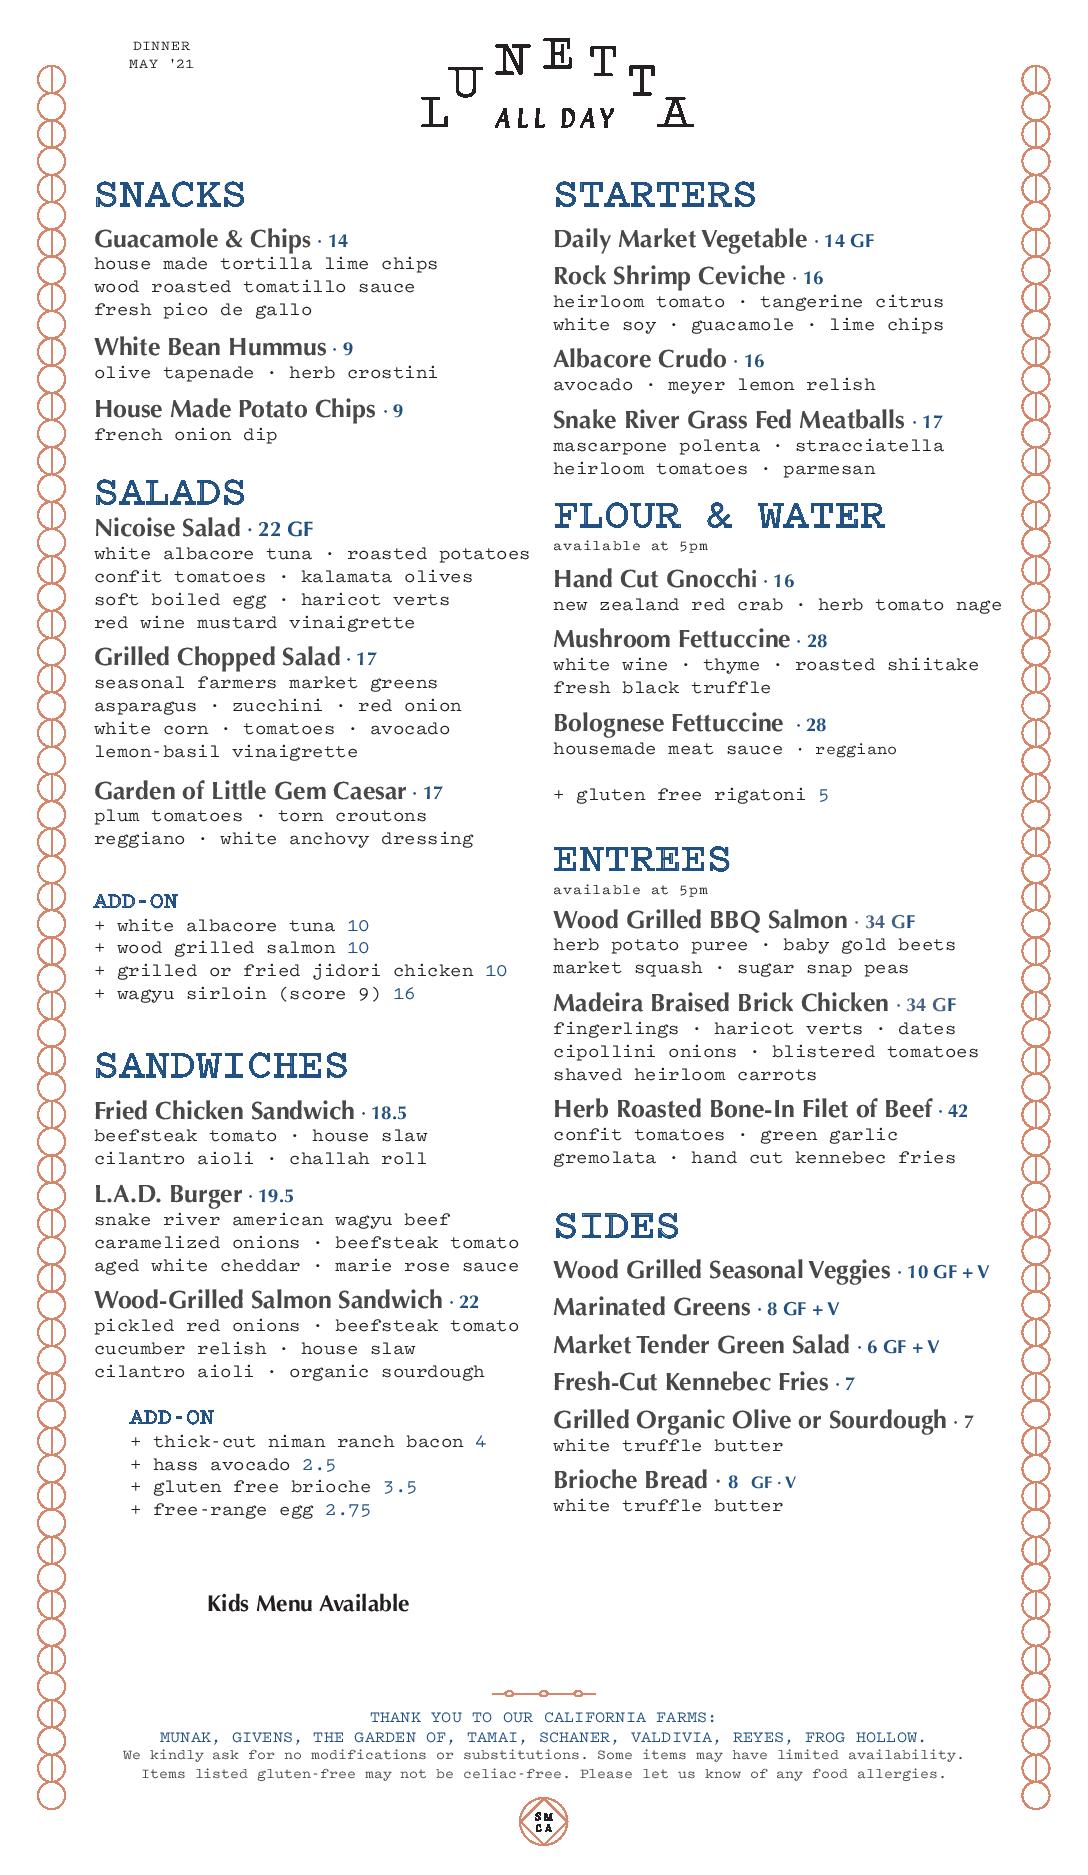 DINNER
MAY '21
LUNETTA
ALL DAY
SNACKS
Guacamole & Chips · 14
house made tortilla lime chips
wood roasted tomatillo sauce
fresh pico de gallo
White Bean Hummus · 9
olive tapenade · herb crostini
House Made Potato Chips · 9
french onion dip
SALADS
Nicoise Salad · 22 GF
white albacore tuna · roasted potatoes
confit tomatoes · kalamata olives
soft boiled egg · haricot verts
red wine mustard vinaigrette
Grilled Chopped Salad · 17
seasonal farmers market greens
asparagus · zucchini · red onion
white corn · tomatoes · avocado
lemon-basil vinaigrette
Garden of Little Gem Caesar · 17
plum tomatoes · torn croutons
reggiano · white anchovy dressing
ADD-ON
+ white albacore tuna 10
+ wood grilled salmon 10
+ grilled or fried jidori chicken 10
+ wagyu sirloin (score 9) 16
SANDWICHES
Fried Chicken Sandwich · 18.5
beefsteak tomato · house slaw
cilantro aioli · challah roll
L.A.D. Burger · 19.5
snake river american wagyu beef
caramelized onions · beefsteak tomato
aged white cheddar · marie rose sauce
Wood-Grilled Salmon Sandwich · 22
pickled red onions · beefsteak tomato
cucumber relish · house slaw
cilantro aioli · organic sourdough
ADD-ON
+ thick-cut niman ranch bacon 4
+ hass avocado 2.5
+ gluten free brioche 3.5
+ free-range egg 2.75
Kids Menu Available
STARTERS
Daily Market Vegetable · 14 GF
Rock Shrimp Ceviche · 16
heirloom tomato · tangerine citrus
white soy · guacamole · lime chips
Albacore Crudo · 16
avocado · meyer lemon relish
Snake River Grass Fed Meatballs · 17
mascarpone polenta · stracciatella
heirloom tomatoes · parmesan
FLOUR & WATER
available at 5pm
Hand Cut Gnocchi · 16
new zealand red crab · herb tomato nage
Mushroom Fettuccine · 28
white wine · thyme · roasted shiitake
fresh black truffle
Bolognese Fettuccine · 28
housemade meat sauce · reggiano
+ gluten free rigatoni 5
ENTREES
available at 5pm
Wood Grilled BBQ Salmon · 34 GF
herb potato puree · baby gold beets
market squash · sugar snap peas
Madeira Braised Brick Chicken · 34 GF
fingerlings · haricot verts · dates
cipollini onions · blistered tomatoes
shaved heirloom carrots
Herb Roasted Bone-In Filet of Beef · 42
confit tomatoes · green garlic
gremolata · hand cut kennebec fries
SIDES
Wood Grilled Seasonal Veggies · 10 GF + V
Marinated Greens · 8 GF + V
Market Tender Green Salad · 6 GF + V
Fresh-Cut Kennebec Fries · 7
Grilled Organic Olive or Sourdough · 7
white truffle butter
Brioche Bread · 8 GF · V
white truffle butter
THANK YOU TO OUR CALIFORNIA FARMS:
MUNAK, GIVENS, THE GARDEN OF, TAMAI, SCHANER, VALDIVIA, REYES, FROG HOLLOW.
We kindly ask for no modifications or substitutions. Some items may have limited availability.
Items listed gluten-free may not be celiac-free. Please let us know of any food allergies.
SM
CA